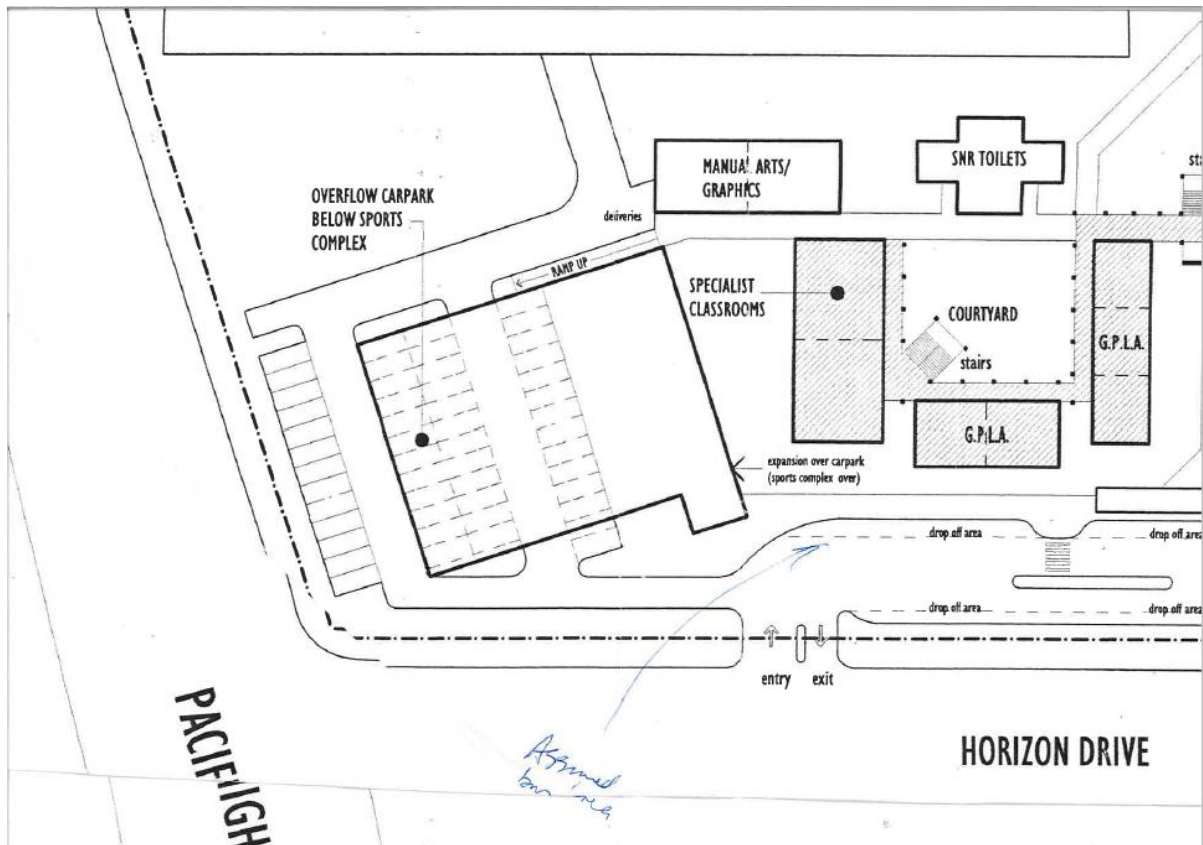 MANUAL ARTS/
GRAPHICS
SNR TOILETS
OVERFLOW CARPARK
BELOW SPORTS
COMPLEX
deliveries
RAMP UP
SPECIALIST
CLASSROOMS
COURTYARD
stairs
G.P.L.A.
G.P.L.A.
expansion over carpark
(sports complex over)
drop off area
drop off area
drop off area
drop off area
entry
exit
Assumed
HORIZON DRIVE